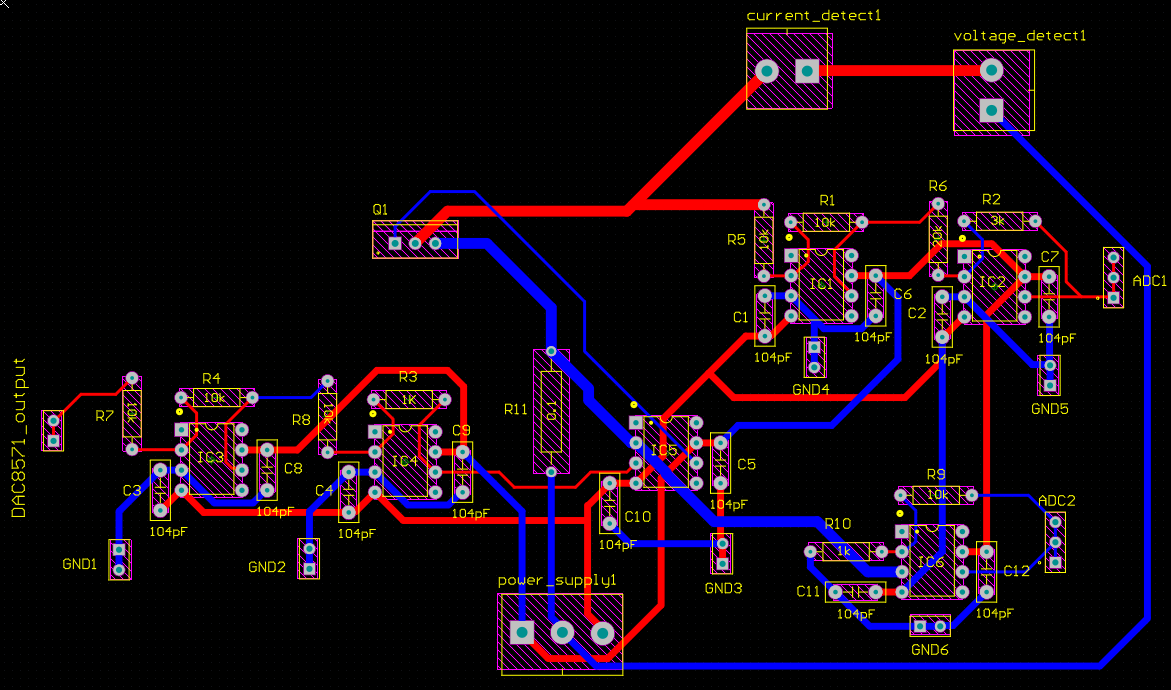 current_detect1
voltage_detect1
R6
R1
R2
Q1
10k
3k
R5
10k
20k
C7
IC1
IC2
ADC1
C6
C2
C1
104pF
104pF
104pF
104pF
DAC8571_output
R4
R3
GND4
GND5
R7
10k
10k
R8
10k
1K
R11
0.1
C9
IC3
IC4
IC5
C8
C5
C3
C4
R9
10k
ADC2
104pF
104pF
104pF
C10
104pF
104pF
104pF
R10
1k
GND1
GND2
IC6
C12
power_supply1
GND3
C11
104pF
104pF
GND6